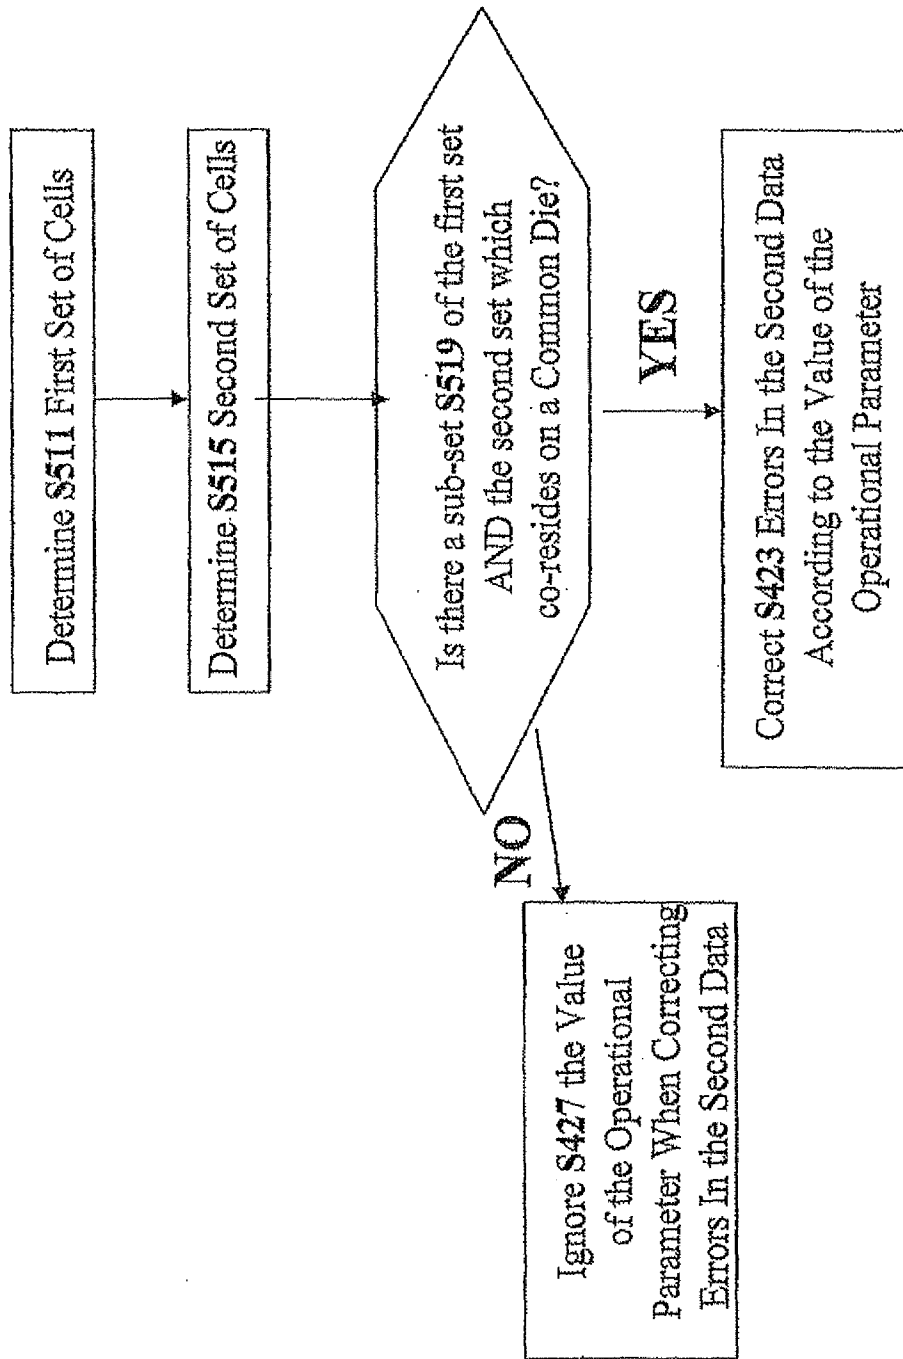 Determine S511 First Set of Cells
Determine S515 Second Set of Cells
Is there a sub-set S519 of the first set
AND the second set which
co-resides on a Common Die?
YES
Correct S423 Errors In the Second Data
According to the Value of the
Operational Parameter
NO
Ignore S427 the Value
of the Operational
Parameter When Correcting
Errors In the Second Data